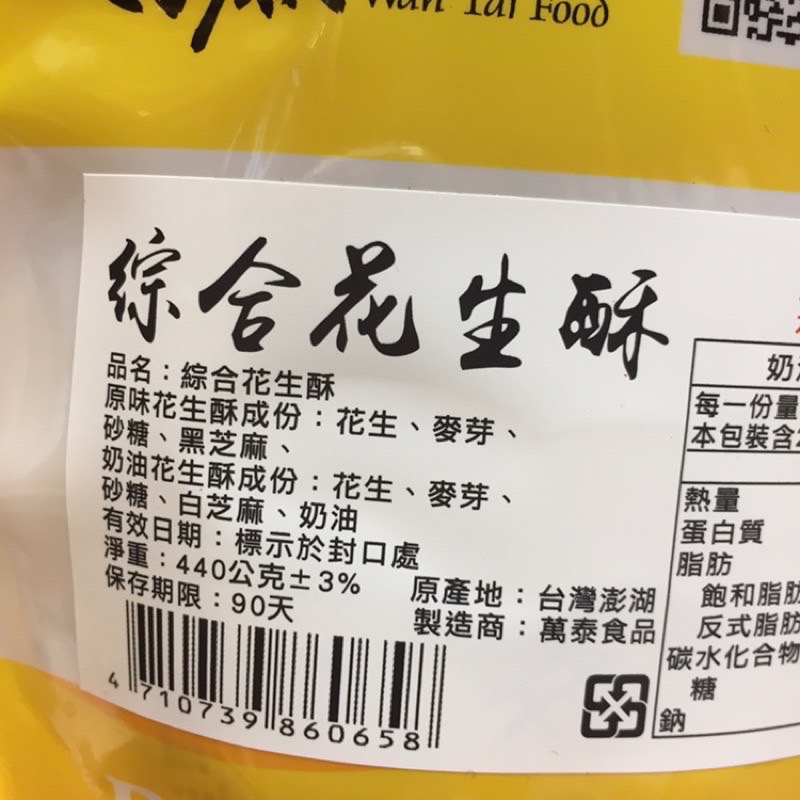 Wan Tai Food
綜合花生酥
品名：綜合花生酥
原味花生酥成份：花生、麥芽、
砂糖、黑芝麻、
奶油花生酥成份：花生、麥芽、
砂糖、白芝麻、奶油
有效日期：標示於封口處
淨重：440公克±3%
保存期限：90天
原產地：台灣澎湖
製造商：萬泰食品
4 710739 860658
奶油
每一份量
本包裝含
熱量
蛋白質
脂肪
飽和脂肪
反式脂肪
碳水化合物
糖
鈉